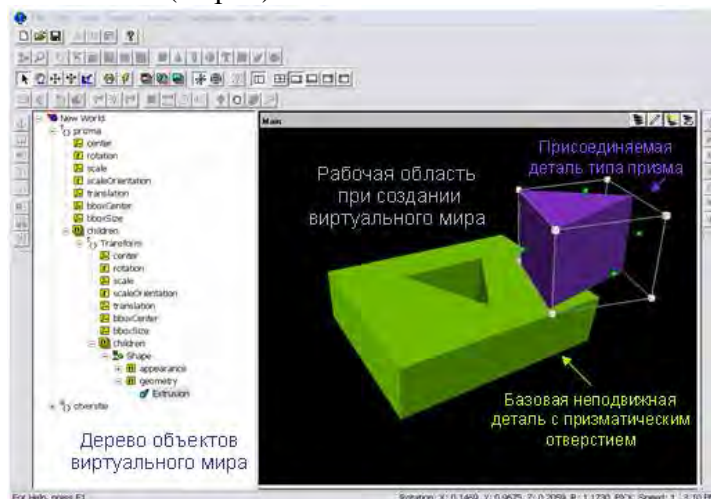 New World
prizma
center
rotation
scale
scaleOrientation
translation
bboxCenter
bboxSize
children
Transform
center
rotation
scale
scaleOrientation
translation
bboxCenter
bboxSize
children
Shape
appearance
geometry
Extrusion
otverstie
Дерево объектов
виртуального мира
Main
Рабочая область
при создании
виртуального мира
Присоединяемая
деталь типа призма
Базовая неподвижная
деталь с призматическим
отверстием
For Help, press F1